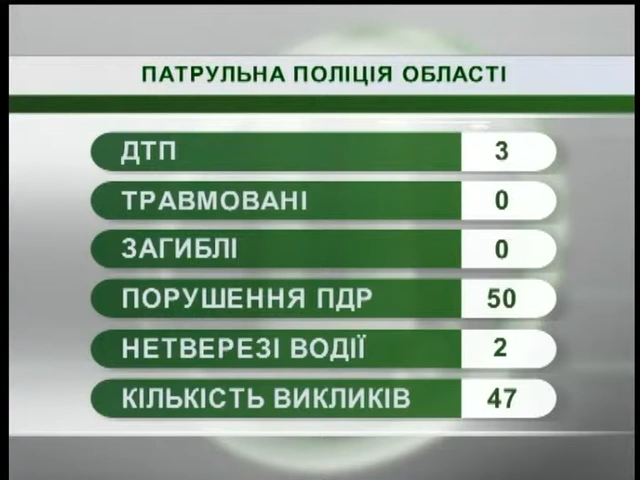 ПАТРУЛЬНА ПОЛІЦІЯ ОБЛАСТІ
ДТП 3
ТРАВМОВАНІ 0
ЗАГИБЛІ 0
ПОРУШЕННЯ ПДР 50
НЕТВЕРЕЗІ ВОДІЇ 2
КІЛЬКІСТЬ ВИКЛИКІВ 47